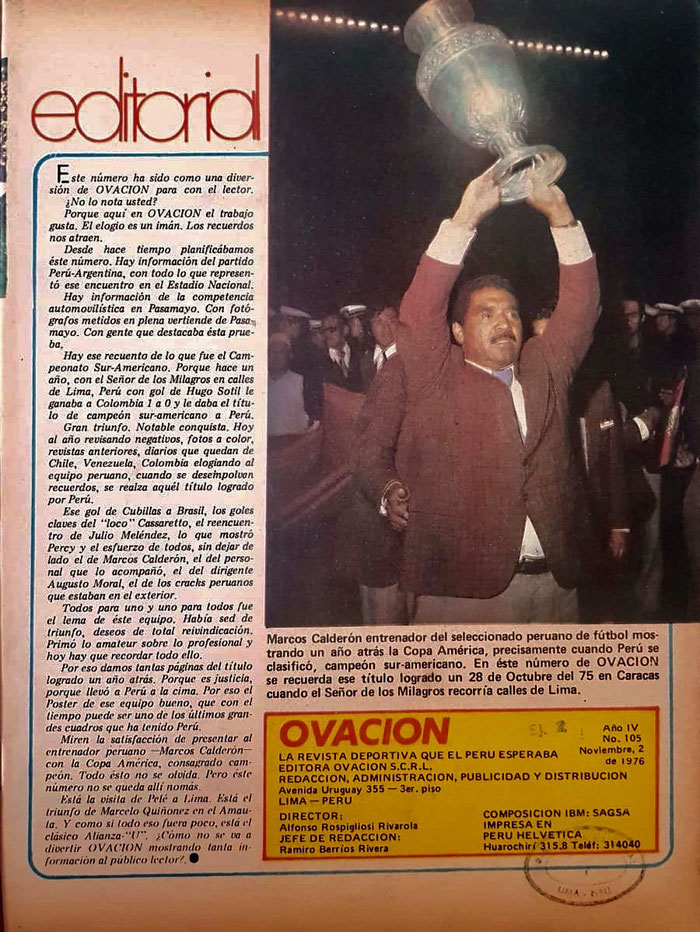 editorial
Este número ha sido como una diver-
sión de OVACION para con el lector.
¿No lo nota usted?
Porque aquí en OVACION el trabajo
gusta. El elogio es un imán. Los recuerdos
nos atraen.
Desde hace tiempo planificábamos
éste número. Hay información del partido
Perú-Argentina, con todo lo que represen-
tó ese encuentro en el Estadio Nacional.
Hay información de la competencia
automovilística en Pasamayo. Con fotó-
grafos metidos en plena vertiende de Pasa-
mayo. Con gente que destacaba ésta prue-
ba.
Hay ese recuento de lo que fue el Cam-
peonato Sur-Americano. Porque hace un
año, con el Señor de los Milagros en calles
de Lima, Perú con gol de Hugo Sotil le
ganaba a Colombia 1 a 0 y le daba el títu-
lo de campeón sur-americano a Perú.
Gran triunfo. Notable conquista. Hoy
al año revisando negativos, fotos a color,
revistas anteriores, diarios que quedan de
Chile, Venezuela, Colombia elogiando al
equipo peruano, cuando se desempolvan
recuerdos, se realza aquél título logrado
por Perú.
Ese gol de Cubillas a Brasil, los goles
claves del "loco" Cassaretto, el reencuen-
tro de Julio Meléndez, lo que mostró
Percy y el esfuerzo de todos, sin dejar de
lado el de Marcos Calderón, el del perso-
nal que lo acompañó, el del dirigente
Augusto Moral, el de los cracks peruanos
que estaban en el exterior.
Todos para uno y uno para todos fue
el lema de éste equipo. Había sed de
triunfo, deseos de total reivindicación.
Primó lo amateur sobre lo profesional y
hoy hay que recordar todo ello.
Por eso damos tantas páginas del título
logrado un año atrás. Porque es justicia,
porque llevó a Perú a la cima. Por eso el
Poster de ese equipo bueno, que con el
tiempo puede ser uno de los últimos gran-
des cuadros que ha tenido Perú.
Miren la satisfacción de presentar al
entrenador peruano —Marcos Calderón—
con la Copa América, consagrado cam-
peón. Todo ésto no se olvida. Pero éste
número no se queda allí nomás.
Está la visita de Pelé a Lima. Está el
triunfo de Marcelo Quiñonez en el Amau-
ta. Y como si todo eso fuera poco, está el
clásico Alianza-"U". ¿Cómo no se va a
divertir OVACION mostrando tanta in-
formación al público lector?.
Marcos Calderón entrenador del seleccionado peruano de fútbol mos-
trando un año atrás la Copa América, precisamente cuando Perú se
clasificó, campeón sur-americano. En éste número de OVACION
se recuerda ese título logrado un 28 de Octubre del 75 en Caracas
cuando el Señor de los Milagros recorría calles de Lima.
OVACION
Año IV
No. 105
Noviembre, 2
de 1976
LA REVISTA DEPORTIVA QUE EL PERU ESPERABA
EDITORA OVACION S.C.R.L.
REDACCION, ADMINISTRACION, PUBLICIDAD Y DISTRIBUCION
Avenida Uruguay 355 — 3er. piso
LIMA — PERU
DIRECTOR:
Alfonso Rospigliosi Rivarola
JEFE DE REDACCION:
Ramiro Berríos Rivera
COMPOSICION IBM: SAGSA
IMPRESA EN
PERU HELVETICA
Huarochirí 315,8 Teléf: 314040
LIMA - PERU